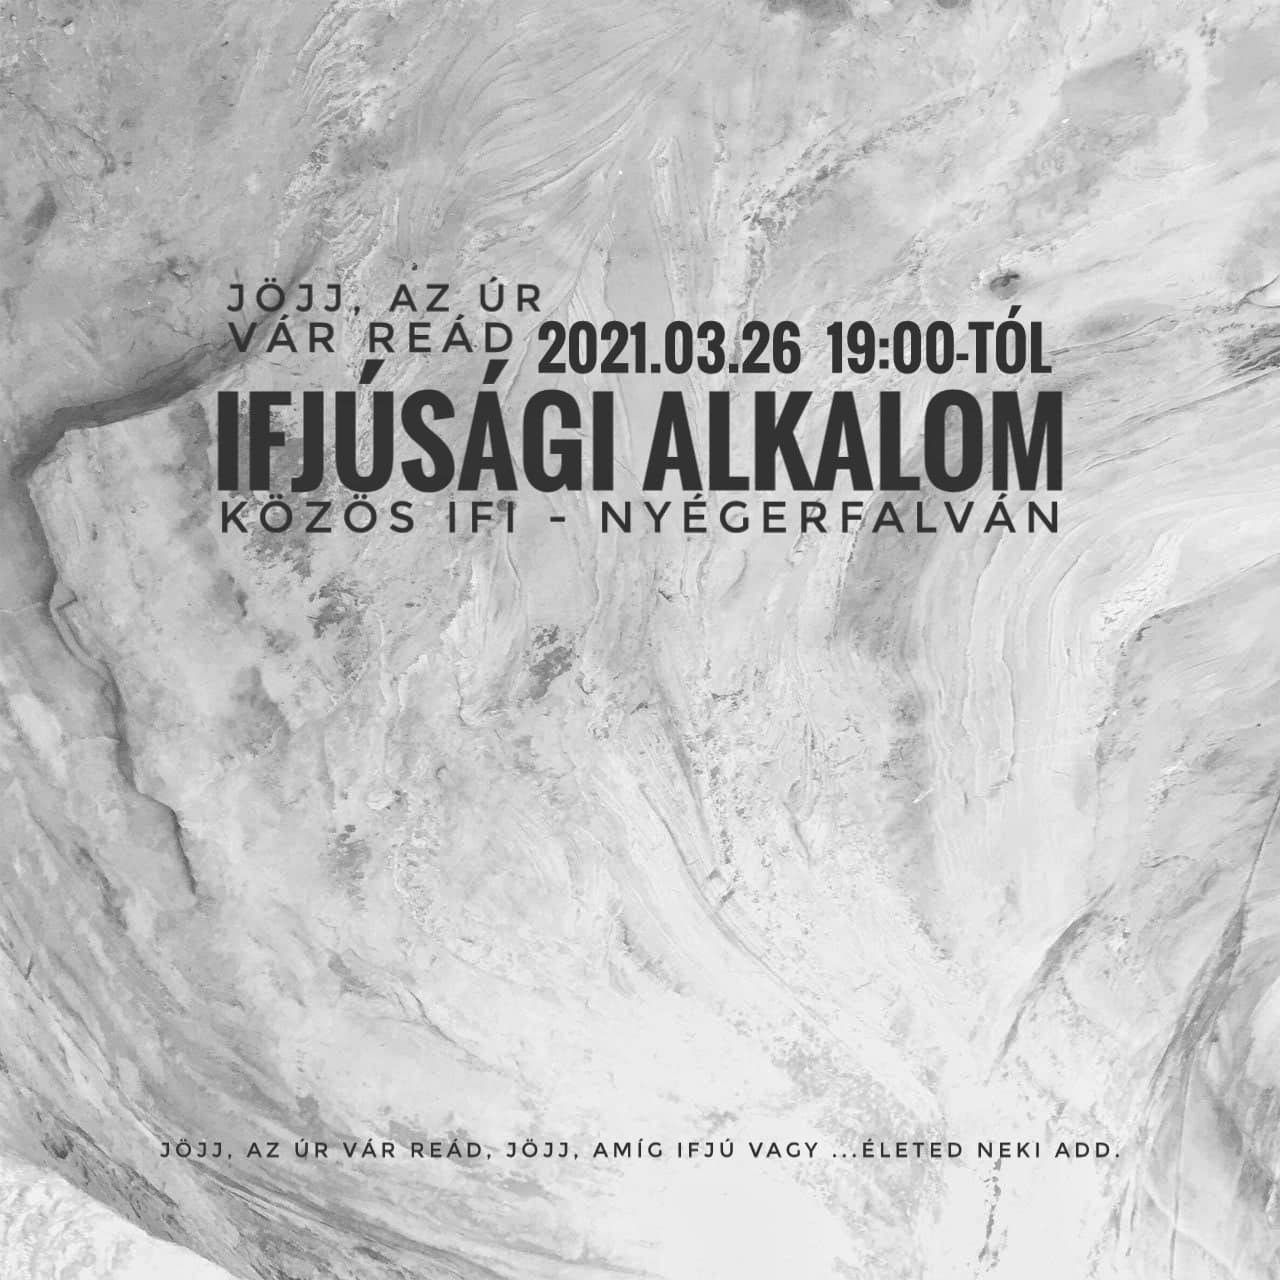 JÖJJ, AZ ÚR
VÁR REÁD
2021.03.26 19:00-TÓL
IFJÚSÁGI ALKALOM
KÖZÖS IFI - NYÉGERFALVÁN
JÖJJ, AZ ÚR VÁR REÁD, JÖJJ, AMÍG IFJÚ VAGY ...ÉLETED NEKI ADD.